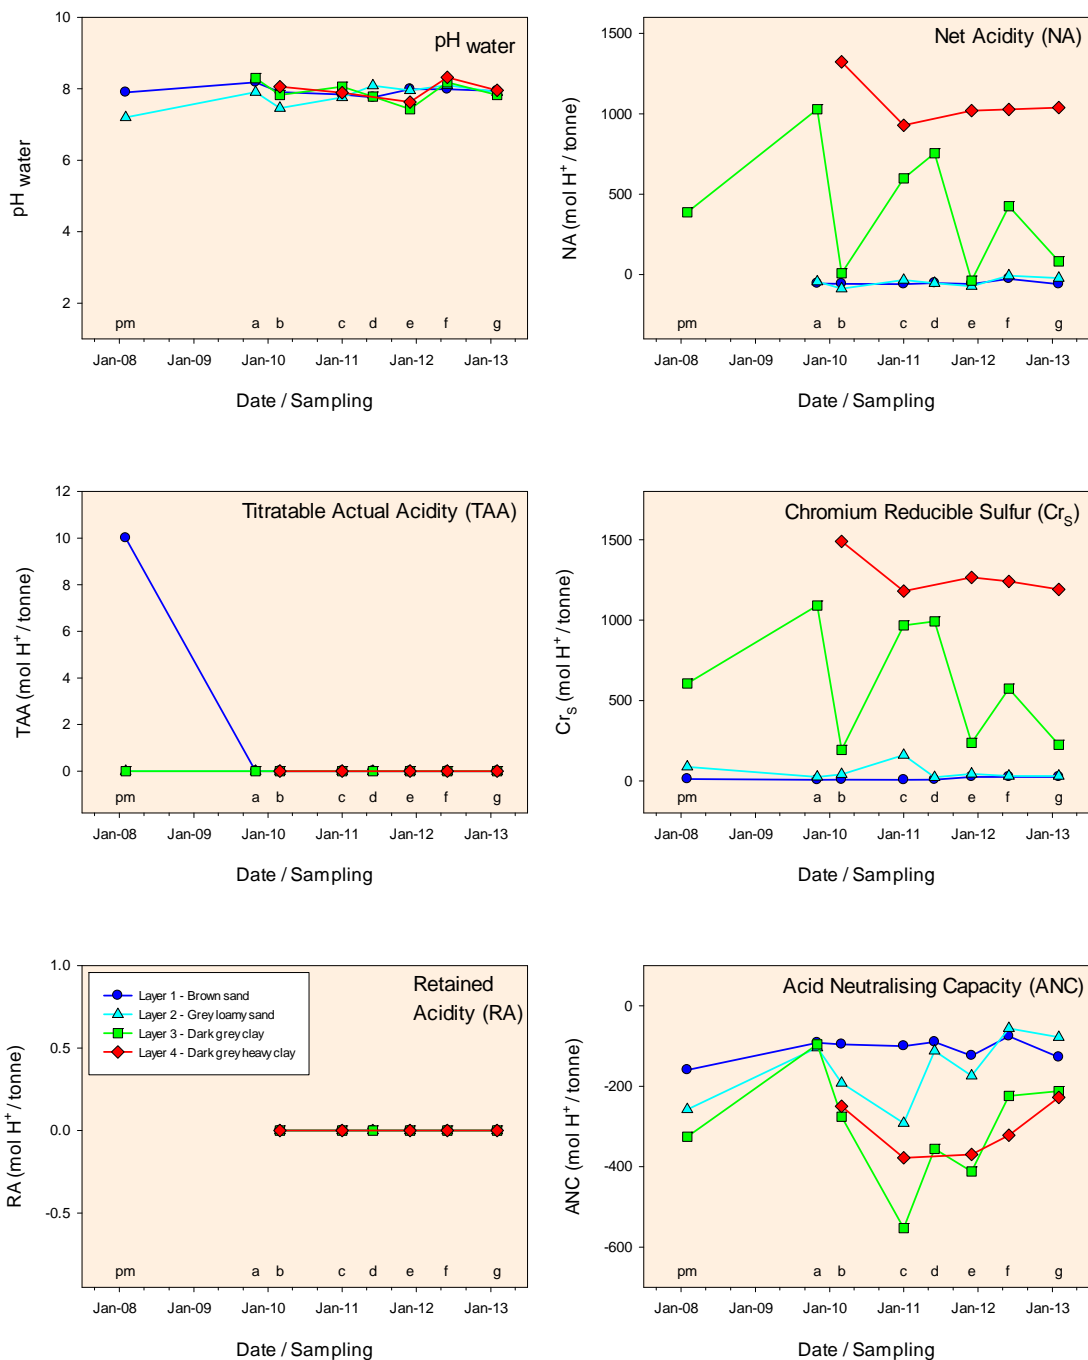 pH water
pH water
10
8
6
4
2
pm a b c d e f g
Jan-08 Jan-09 Jan-10 Jan-11 Jan-12 Jan-13
Date / Sampling
Net Acidity (NA)
NA (mol H+ / tonne)
1500
1000
500
0
pm a b c d e f g
Jan-08 Jan-09 Jan-10 Jan-11 Jan-12 Jan-13
Date / Sampling
Titratable Actual Acidity (TAA)
TAA (mol H+ / tonne)
12
10
8
6
4
2
0
pm a b c d e f g
Jan-08 Jan-09 Jan-10 Jan-11 Jan-12 Jan-13
Date / Sampling
Chromium Reducible Sulfur (CrS)
CrS (mol H+ / tonne)
1500
1000
500
0
pm a b c d e f g
Jan-08 Jan-09 Jan-10 Jan-11 Jan-12 Jan-13
Date / Sampling
Retained
Acidity (RA)
Layer 1 - Brown sand
Layer 2 - Grey loamy sand
Layer 3 - Dark grey clay
Layer 4 - Dark grey heavy clay
RA (mol H+ / tonne)
1.0
0.5
0.0
-0.5
pm a b c d e f g
Jan-08 Jan-09 Jan-10 Jan-11 Jan-12 Jan-13
Date / Sampling
Acid Neutralising Capacity (ANC)
ANC (mol H+ / tonne)
0
-200
-400
-600
pm a b c d e f g
Jan-08 Jan-09 Jan-10 Jan-11 Jan-12 Jan-13
Date / Sampling